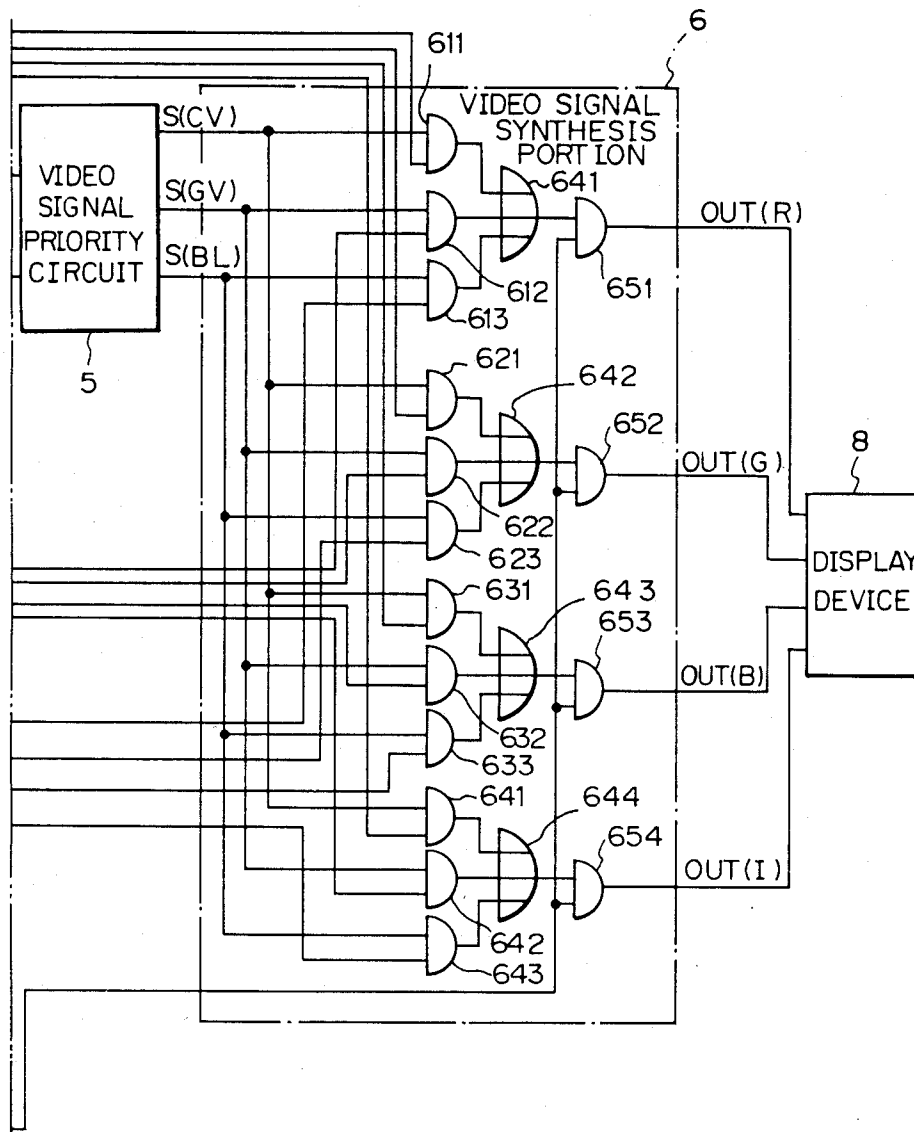 6
611
VIDEO SIGNAL
SYNTHESIS
PORTION
S(CV)
VIDEO
SIGNAL
PRIORITY
CIRCUIT
S(GV)
S(BL)
5
641
OUT(R)
612
651
613
621
642
652
OUT(G)
8
622
623
DISPLAY
DEVICE
631
643
653
OUT(B)
632
633
641
644
654
OUT(I)
642
643